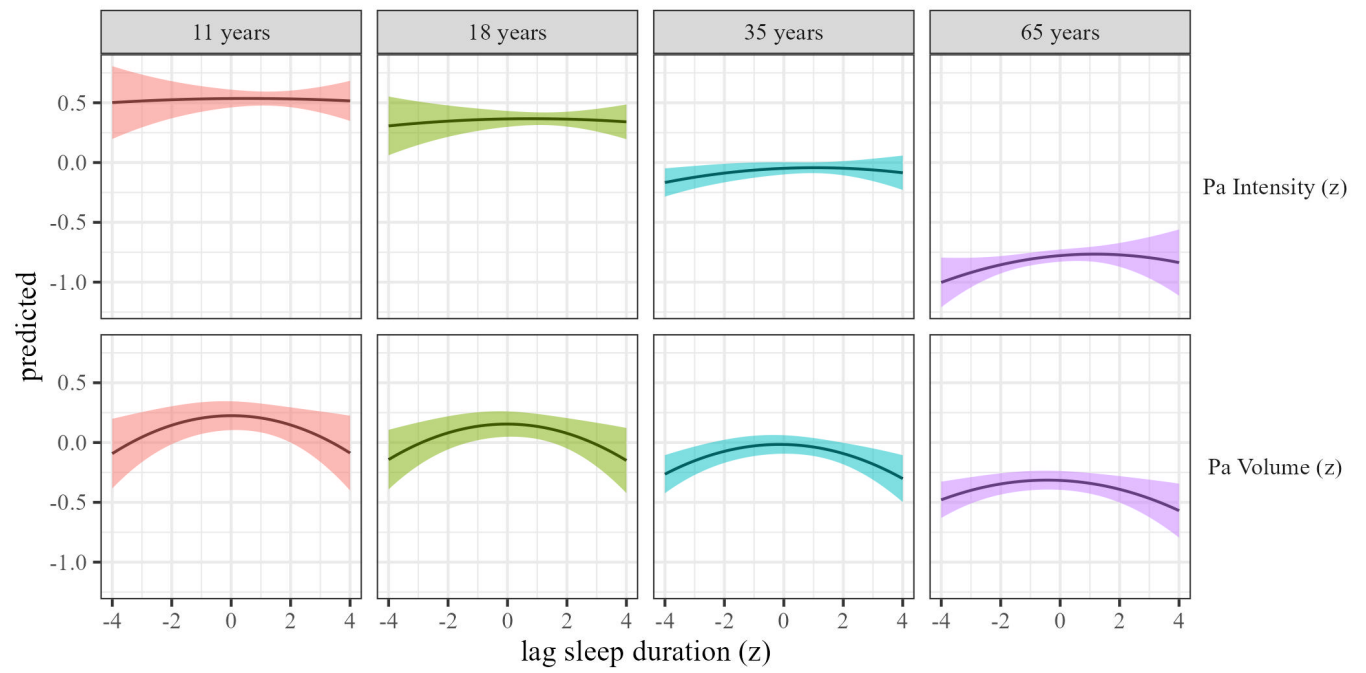 11 years
18 years
35 years
65 years
0.5
0.0
-0.5
-1.0
Pa Intensity (z)
predicted
0.5
0.0
-0.5
-1.0
Pa Volume (z)
-4 -2 0 2 4
-4 -2 0 2 4
-4 -2 0 2 4
-4 -2 0 2 4
lag sleep duration (z)